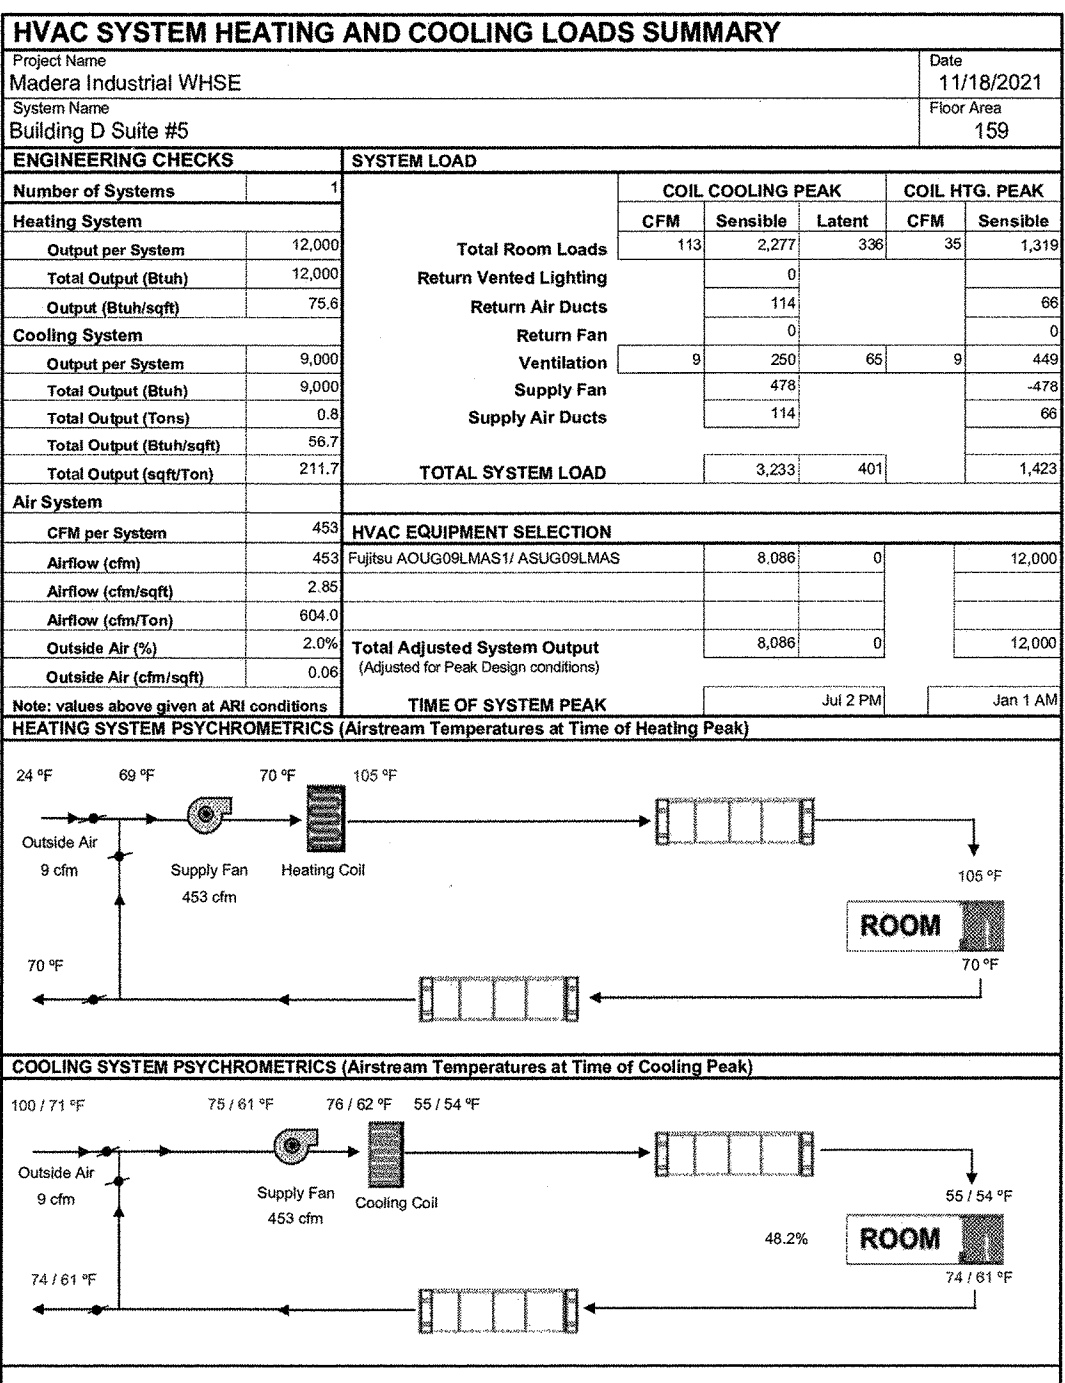 HVAC SYSTEM HEATING AND COOLING LOADS SUMMARY
Project Name
Madera Industrial WHSE
Date
11/18/2021
System Name
Building D Suite #5
Floor Area
159
ENGINEERING CHECKS
Number of Systems 1
Heating System
Output per System 12,000
Total Output (Btuh) 12,000
Output (Btuh/sqft) 75.6
Cooling System
Output per System 9,000
Total Output (Btuh) 9,000
Total Output (Tons) 0.8
Total Output (Btuh/sqft) 56.7
Total Output (sqft/Ton) 211.7
Air System
CFM per System 453
Airflow (cfm) 453
Airflow (cfm/sqft) 2.85
Airflow (cfm/Ton) 604.0
Outside Air (%) 2.0%
Outside Air (cfm/sqft) 0.06
Note: values above given at ARI conditions
SYSTEM LOAD
COIL COOLING PEAK COIL HTG. PEAK
CFM Sensible Latent CFM Sensible
Total Room Loads 113 2,277 336 35 1,319
Return Vented Lighting 0
Return Air Ducts 114 66
Return Fan 0 0
Ventilation 9 250 65 9 449
Supply Fan 478 -478
Supply Air Ducts 114 66
TOTAL SYSTEM LOAD 3,233 401 1,423
HVAC EQUIPMENT SELECTION
Fujitsu AOUG09LMAS1/ ASUG09LMAS 8,086 0 12,000
Total Adjusted System Output 8,086 0 12,000
(Adjusted for Peak Design conditions)
TIME OF SYSTEM PEAK Jul 2 PM Jan 1 AM
HEATING SYSTEM PSYCHROMETRICS (Airstream Temperatures at Time of Heating Peak)
24 ºF 69 ºF 70 ºF 105 ºF
Outside Air
9 cfm
Supply Fan
453 cfm
Heating Coil
105 ºF
ROOM
70 ºF
70 ºF
COOLING SYSTEM PSYCHROMETRICS (Airstream Temperatures at Time of Cooling Peak)
100 / 71 ºF 75 / 61 ºF 76 / 62 ºF 55 / 54 ºF
Outside Air
9 cfm
Supply Fan
453 cfm
Cooling Coil
55 / 54 ºF
48.2% ROOM
74 / 61 ºF
74 / 61 ºF